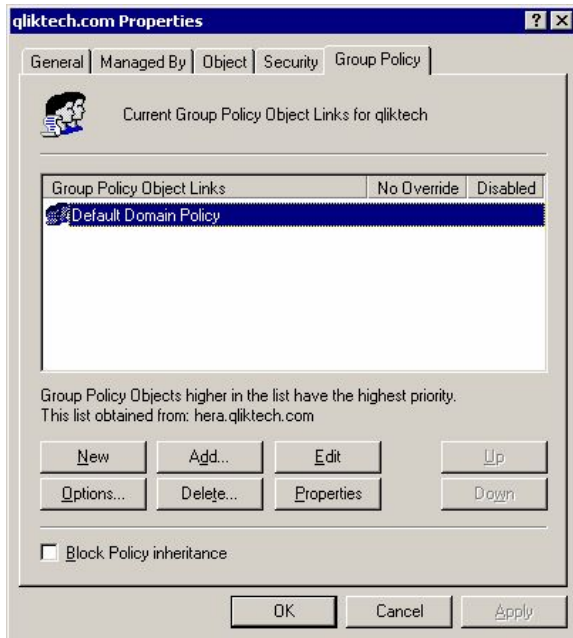 qliktech.com Properties
General Managed By Object Security Group Policy
Current Group Policy Object Links for qliktech
Group Policy Object Links No Override Disabled
Default Domain Policy
Group Policy Objects higher in the list have the highest priority.
This list obtained from: hera.qliktech.com
New Add... Edit Up
Options... Delete... Properties Down
Block Policy inheritance
OK Cancel Apply